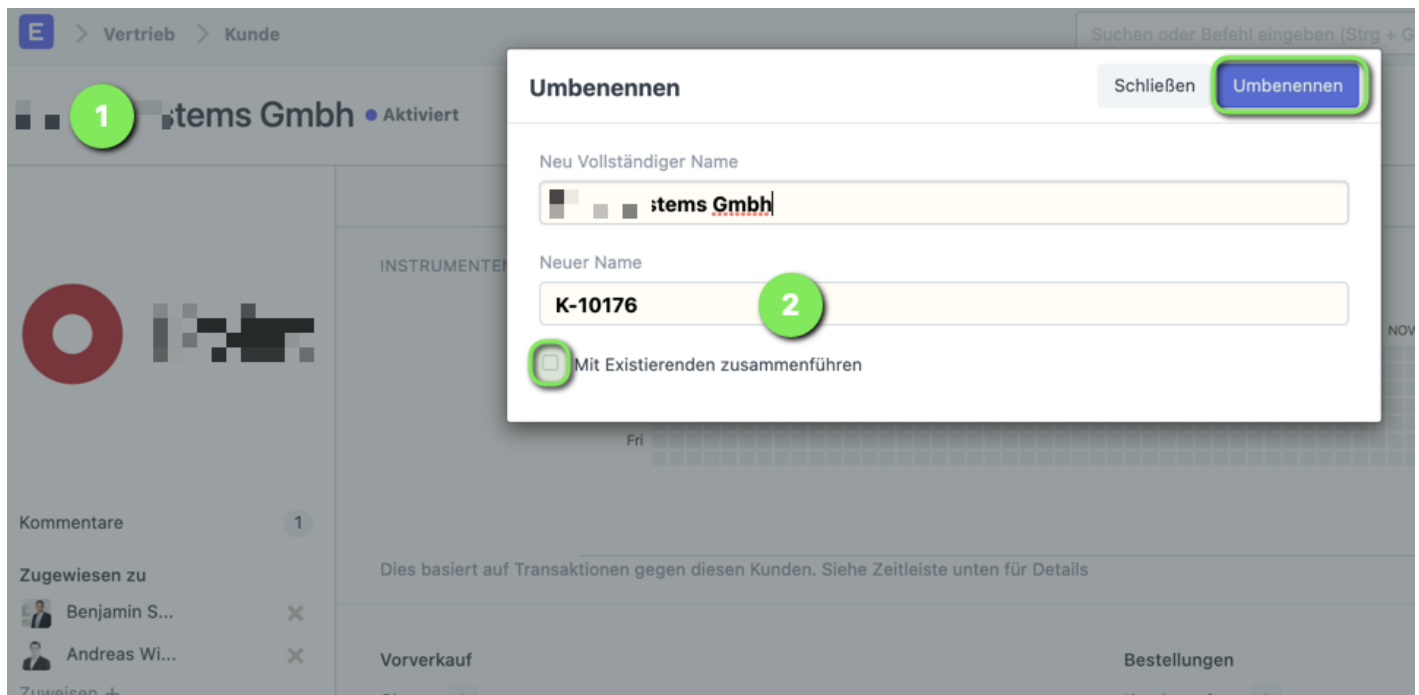 E > Vertrieb > Kunde
Suchen oder Befehl eingeben (Strg + G
1
stems Gmbh • Aktiviert
Umbenennen
Schließen
Umbenennen
Neu Vollständiger Name
stems Gmbh
INSTRUMENTEN
Neuer Name
K-10176
2
NOV
Mit Existierenden zusammenführen
Fri
Kommentare 1
Zugewiesen zu
Dies basiert auf Transaktionen gegen diesen Kunden. Siehe Zeitleiste unten für Details
Benjamin S...
Andreas Wi...
Vorverkauf
Bestellungen
Zuweisen +